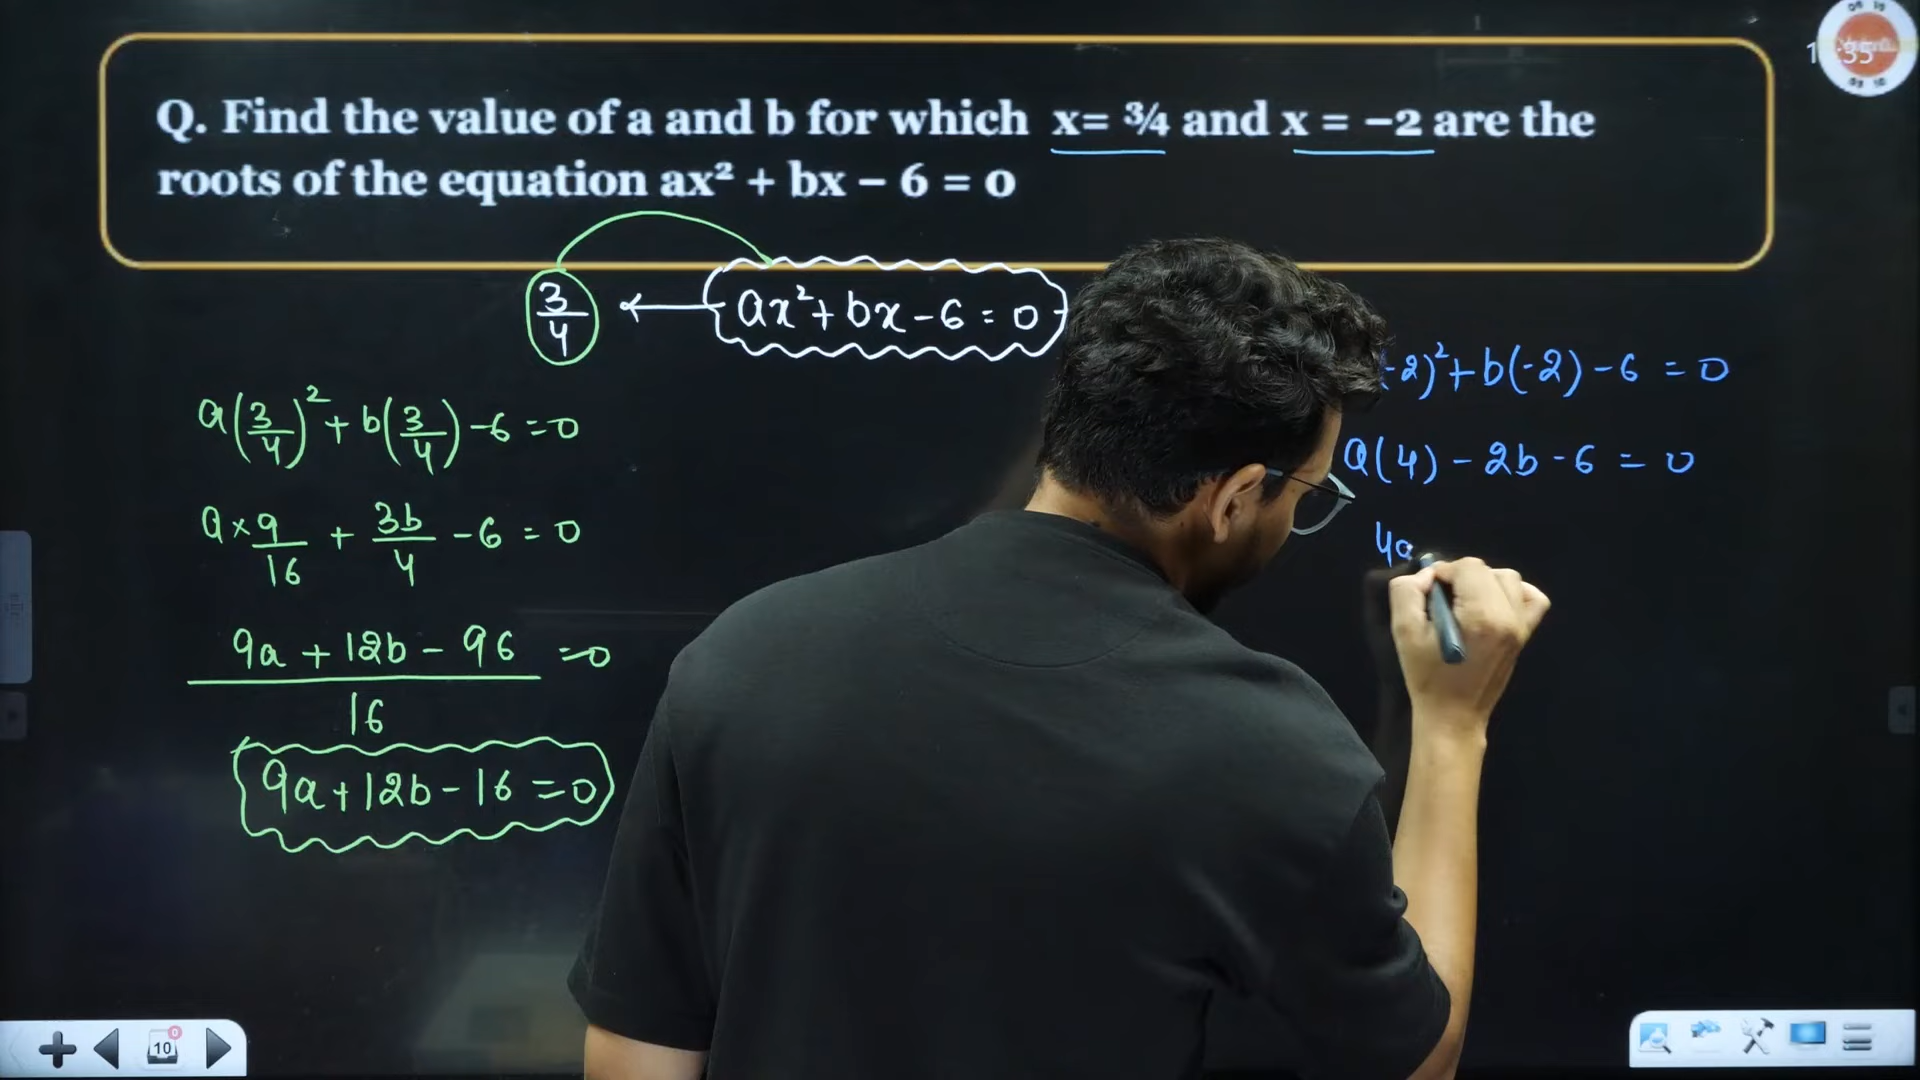 Q. Find the value of a and b for which x= ¾ and x = −2 are the
roots of the equation ax² + bx − 6 = 0
3/4 ← ax² + bx - 6 = 0
a(3/4)² + b(3/4) - 6 = 0
a × 9/16 + 3b/4 - 6 = 0
9a + 12b - 96 = 0
16
9a + 12b - 16 = 0
-2)² + b(-2) - 6 = 0
a(4) - 2b - 6 = 0
4a
10
0